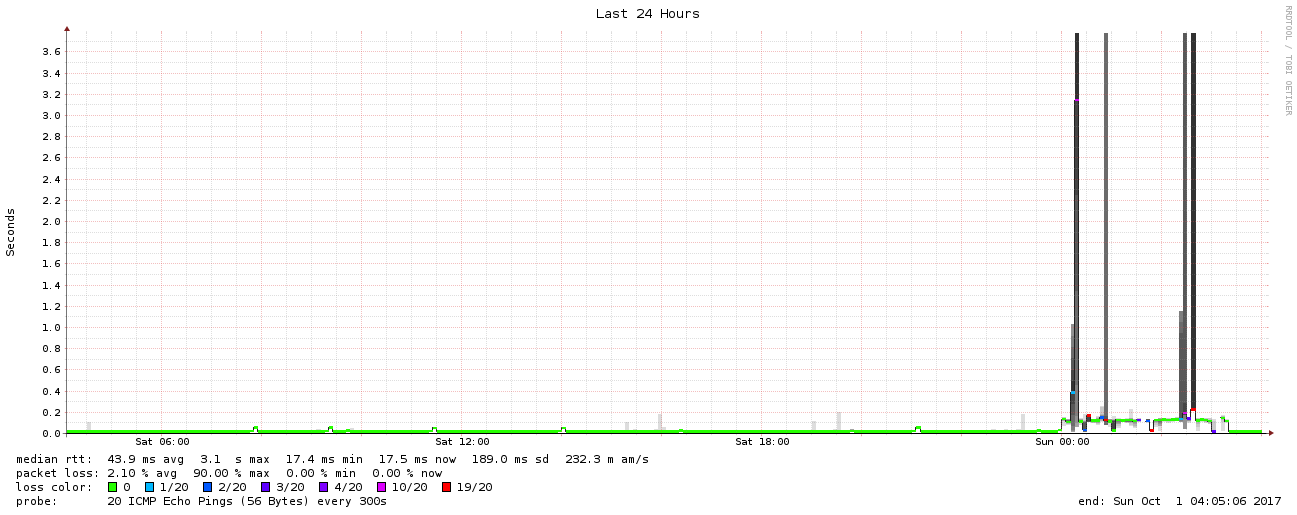 Last 24 Hours
RRDTOOL / TOBI OETIKER
Seconds
3.6
3.4
3.2
3.0
2.8
2.6
2.4
2.2
2.0
1.8
1.6
1.4
1.2
1.0
0.8
0.6
0.4
0.2
0.0
Sat 06:00 Sat 12:00 Sat 18:00 Sun 00:00
median rtt: 43.9 ms avg 3.1 s max 17.4 ms min 17.5 ms now 189.0 ms sd 232.3 m am/s
packet loss: 2.10 % avg 90.00 % max 0.00 % min 0.00 % now
loss color: 0 1/20 2/20 3/20 4/20 10/20 19/20
probe: 20 ICMP Echo Pings (56 Bytes) every 300s end: Sun Oct 1 04:05:06 2017